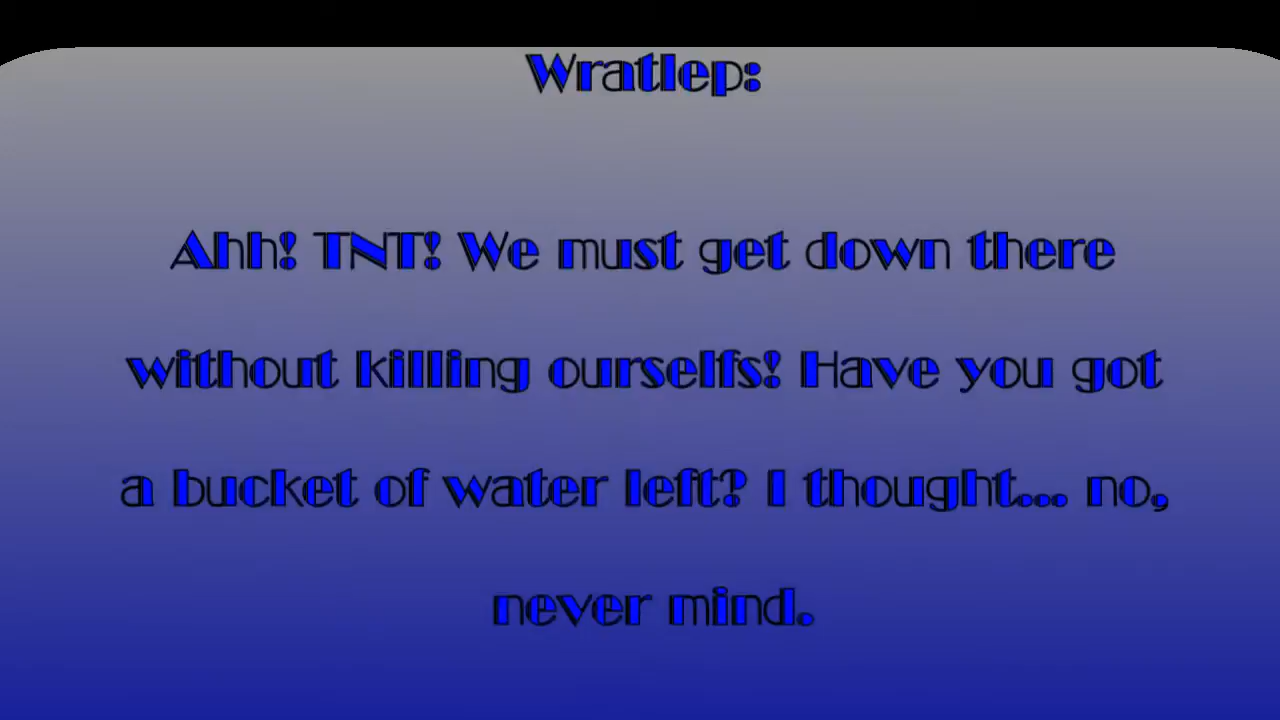 Wratlep:
Ahh! TNT! We must get down there
without killing ourselfs! Have you got
a bucket of water left? I thought... no,
never mind.